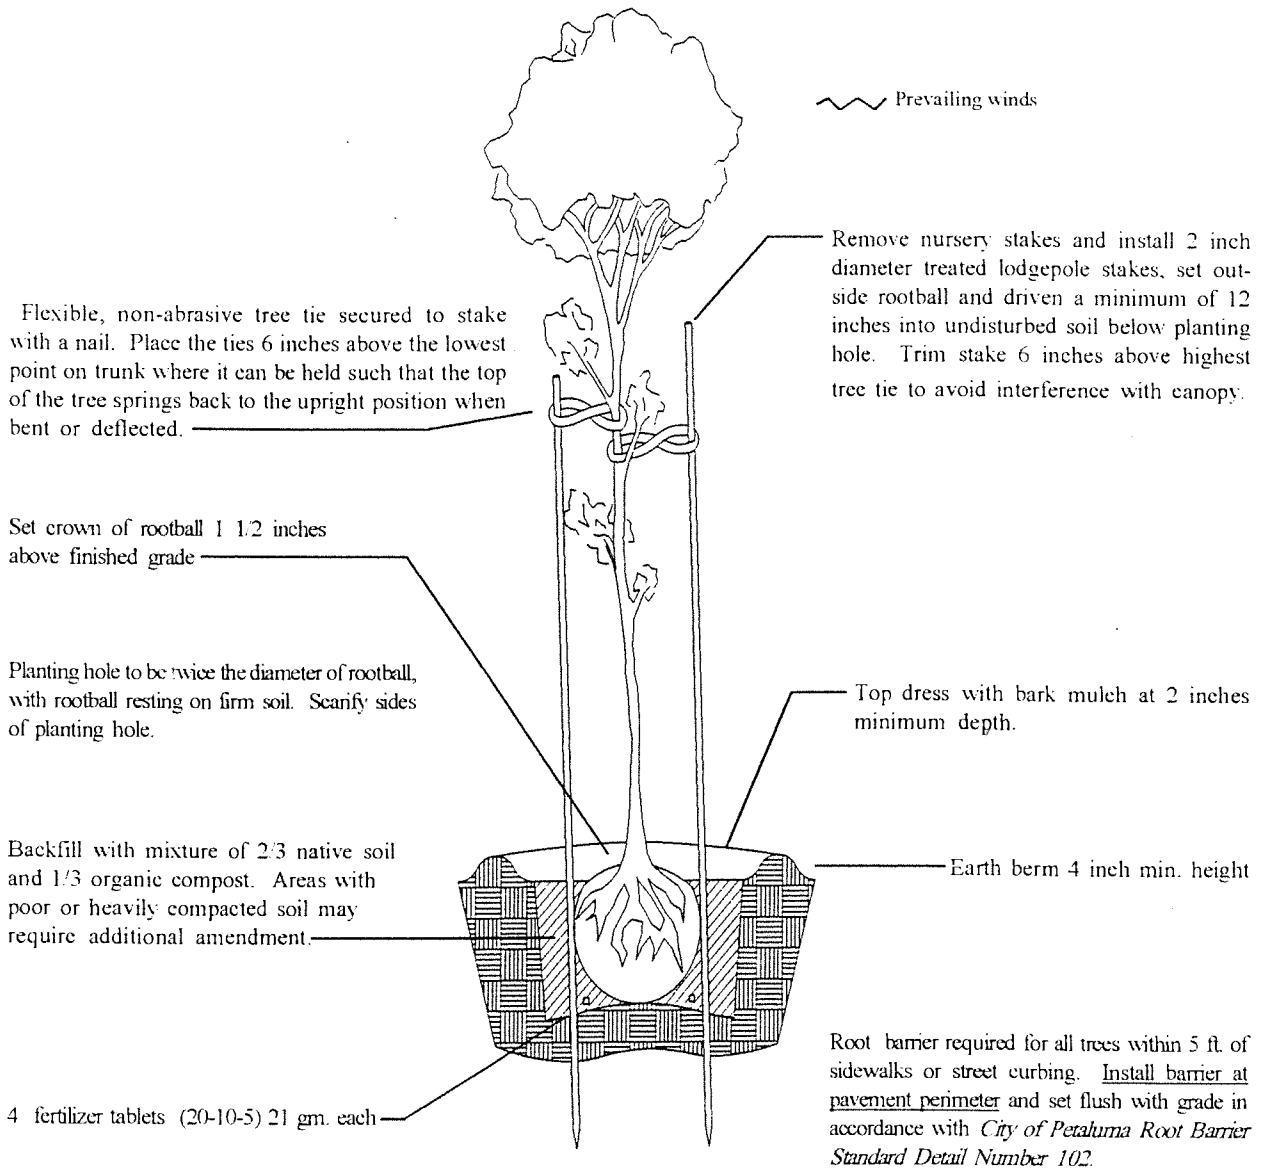 Prevailing winds
Remove nursery stakes and install 2 inch
diameter treated lodgepole stakes, set out-
side rootball and driven a minimum of 12
inches into undisturbed soil below planting
hole. Trim stake 6 inches above highest
tree tie to avoid interference with canopy.
Flexible, non-abrasive tree tie secured to stake
with a nail. Place the ties 6 inches above the lowest
point on trunk where it can be held such that the top
of the tree springs back to the upright position when
bent or deflected.
Set crown of rootball 1 1/2 inches
above finished grade
Planting hole to be twice the diameter of rootball,
with rootball resting on firm soil. Scarify sides
of planting hole.
Top dress with bark mulch at 2 inches
minimum depth.
Backfill with mixture of 2/3 native soil
and 1/3 organic compost. Areas with
poor or heavily compacted soil may
require additional amendment.
Earth berm 4 inch min. height
4 fertilizer tablets (20-10-5) 21 gm. each
Root barrier required for all trees within 5 ft. of
sidewalks or street curbing. Install barrier at
pavement perimeter and set flush with grade in
accordance with City of Petaluma Root Barrier
Standard Detail Number 102.